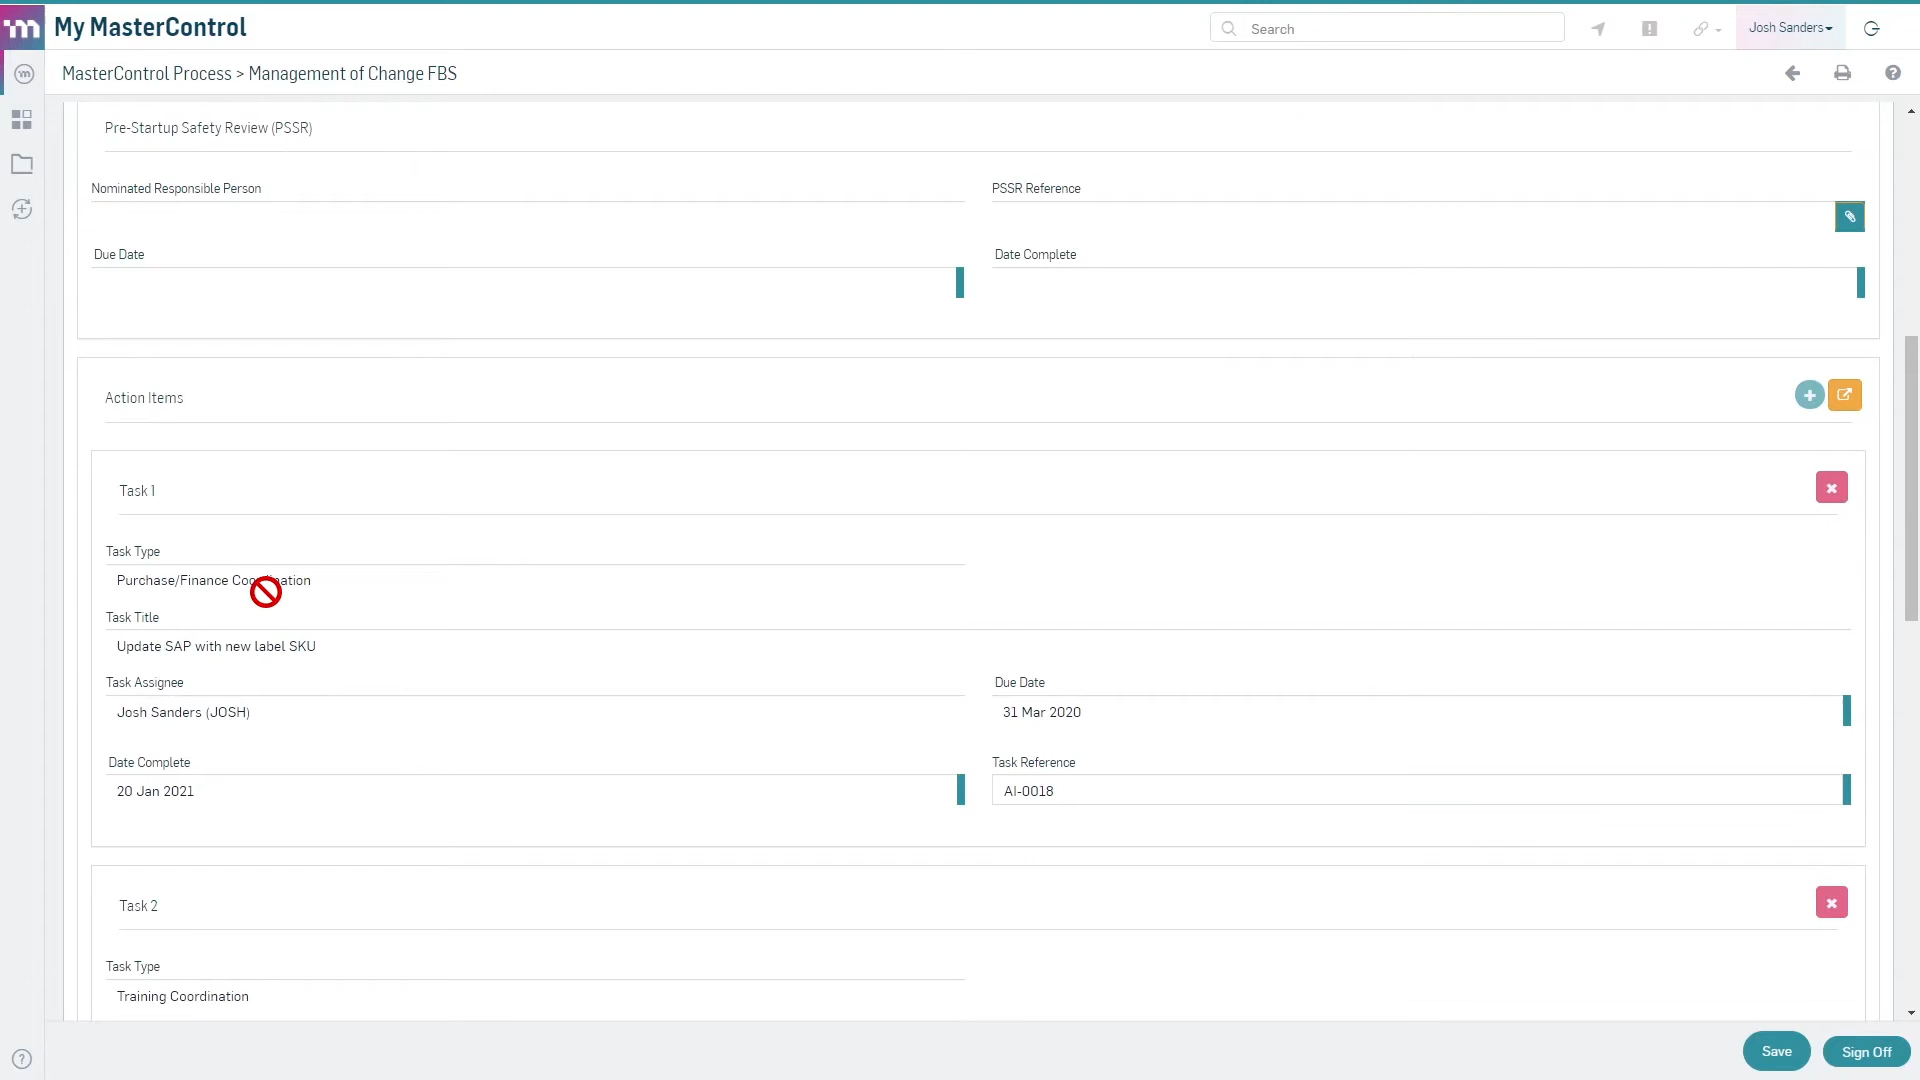 My MasterControl
Search
Josh Sanders
MasterControl Process > Management of Change FBS
Pre-Startup Safety Review (PSSR)
Nominated Responsible Person
PSSR Reference
Due Date
Date Complete
Action Items
Task 1
Task Type
Purchase/Finance Coordination
Task Title
Update SAP with new label SKU
Task Assignee
Due Date
Josh Sanders (JOSH)
31 Mar 2020
Date Complete
Task Reference
20 Jan 2021
AI-0018
Task 2
Task Type
Training Coordination
Save
Sign Off